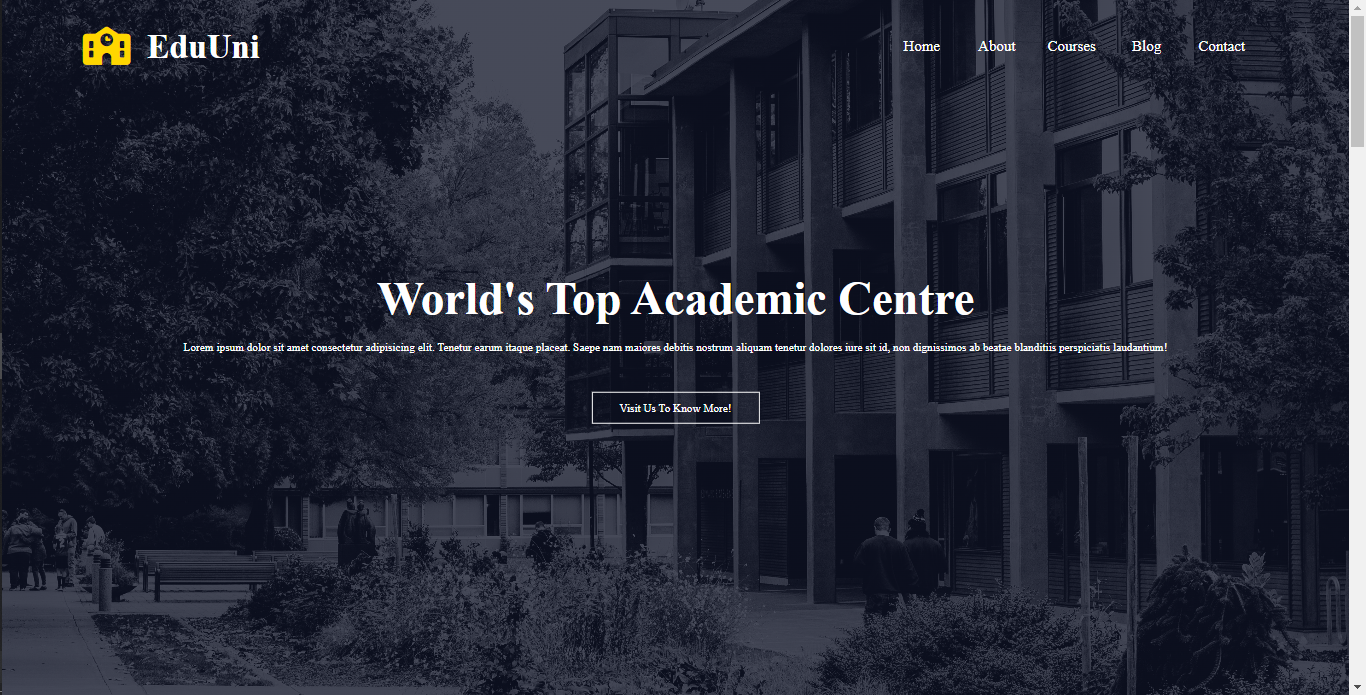 EduUni
Home About Courses Blog Contact
World's Top Academic Centre
Lorem ipsum dolor sit amet consectetur adipisicing elit. Tenetur earum itaque placeat. Saepe nam maiores debitis nostrum aliquam tenetur dolores iure sit id, non dignissimos ab beatae blanditiis perspiciatis laudantium!
Visit Us To Know More!